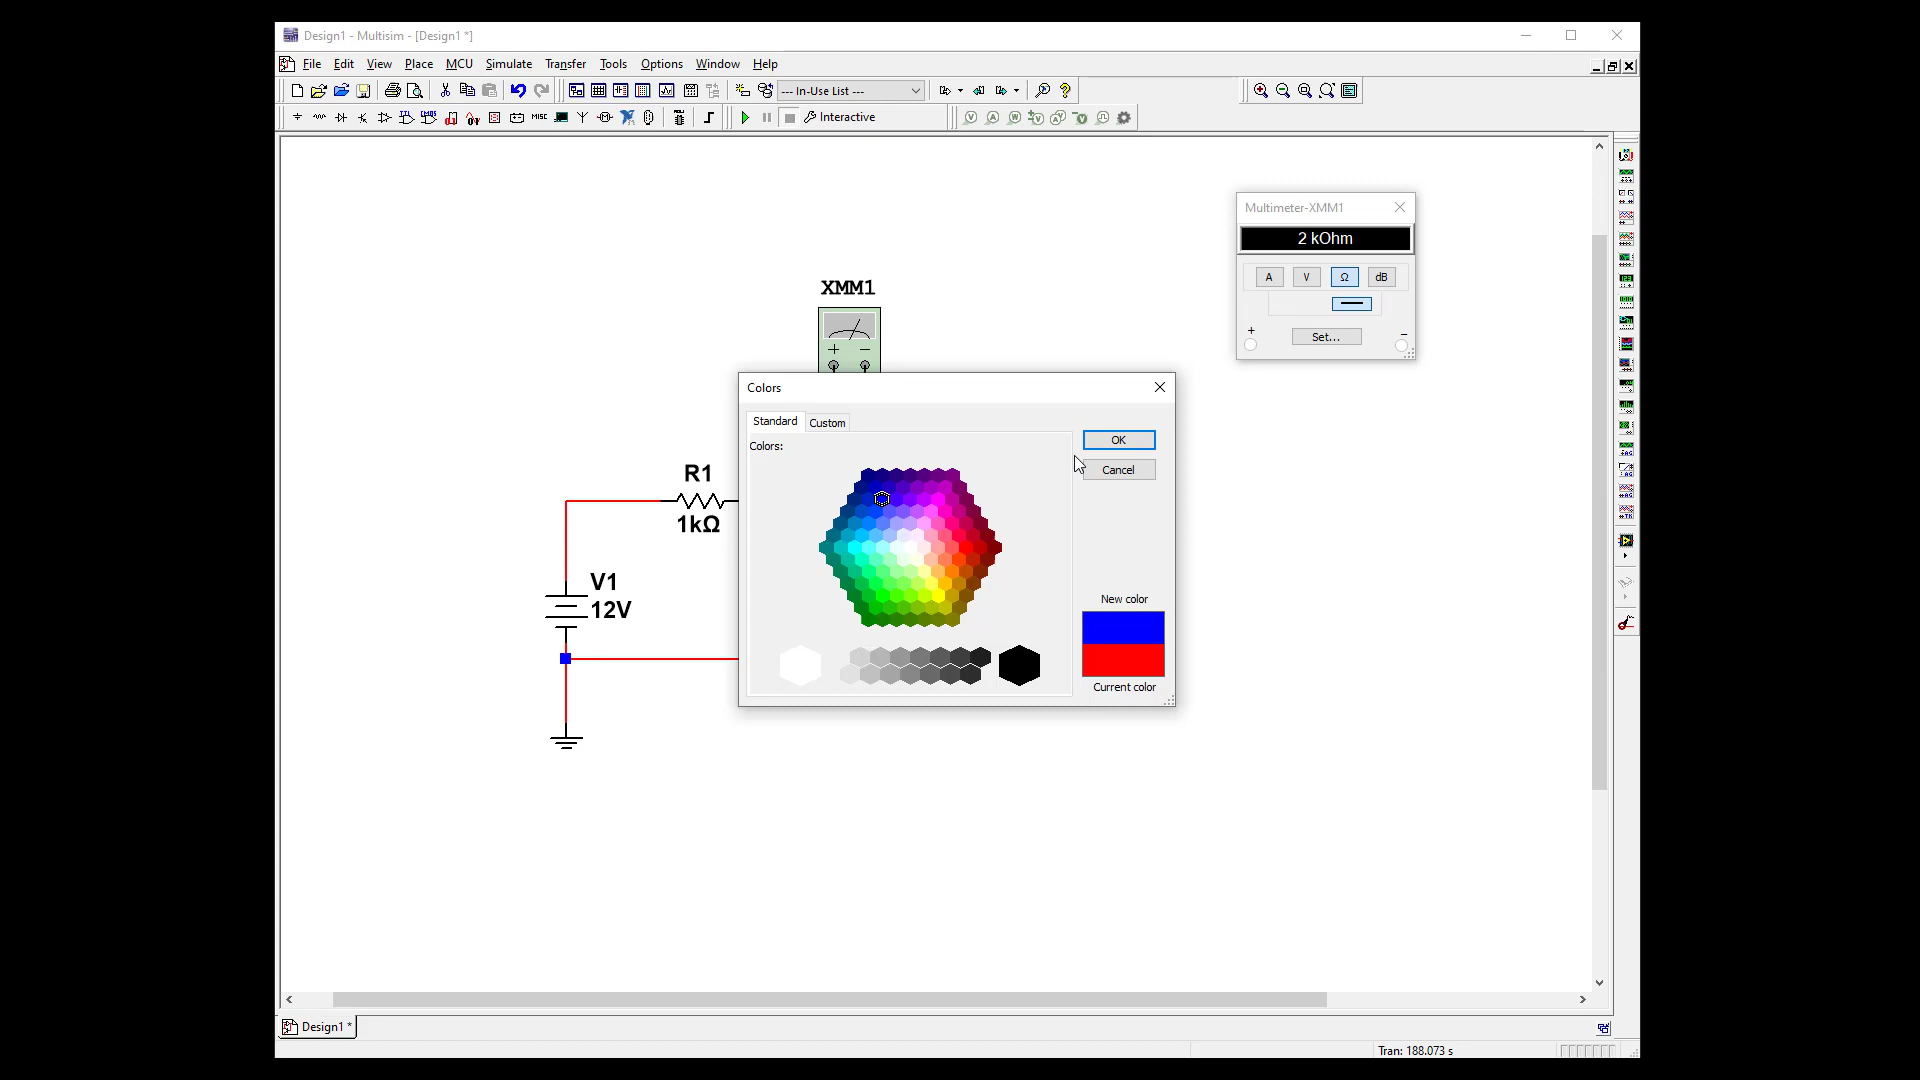 Design1 - Multisim - [Design1 *]
File Edit View Place MCU Simulate Transfer Tools Options Window Help
--- In-Use List ---
MISC Interactive
Multimeter-XMM1
2 kOhm
A V Ω dB
+ −
Set...
XMM1
+ −
Colors
Standard Custom
Colors:
OK
Cancel
R1
1kΩ
V1
12V
New color
Current color
Design1 *
Tran: 188.073 s